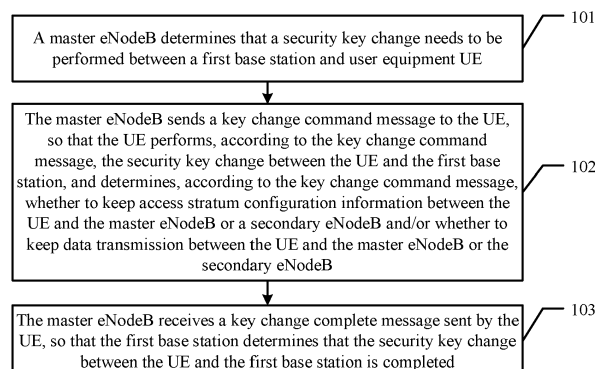 101
A master eNodeB determines that a security key change needs to be
performed between a first base station and user equipment UE
The master eNodeB sends a key change command message to the UE,
so that the UE performs, according to the key change command
message, the security key change between the UE and the first base
station, and determines, according to the key change command message,
whether to keep access stratum configuration information between the
UE and the master eNodeB or a secondary eNodeB and/or whether to
keep data transmission between the UE and the master eNodeB or the
secondary eNodeB
102
The master eNodeB receives a key change complete message sent by the
UE, so that the first base station determines that the security key change
between the UE and the first base station is completed
103